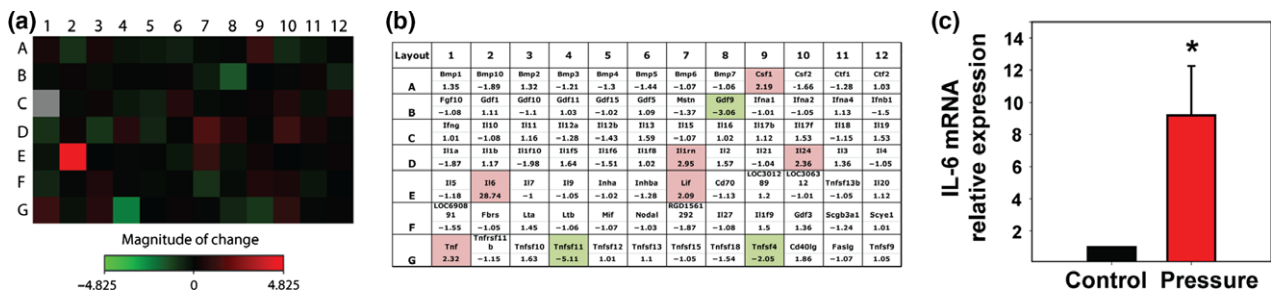 (a)
1 2 3 4 5 6 7 8 9 10 11 12
A
B
C
D
E
F
G
Magnitude of change
−4.825 0 4.825
(b)
Layout 1 2 3 4 5 6 7 8 9 10 11 12
Bmp1 Bmp10 Bmp2 Bmp3 Bmp4 Bmp5 Bmp6 Bmp7 Csf1 Csf2 Ctf1 Ctf2
A
1.35 −1.89 1.32 −1.21 −1.3 −1.44 −1.07 −1.06 2.19 −1.66 −1.28 1.03
Fgf10 Gdf1 Gdf10 Gdf11 Gdf15 Gdf5 Mstn Gdf9 Ifna1 Ifna2 Ifna4 Ifnb1
B
−1.08 1.11 −1.1 1.03 −1.02 1.09 −1.37 −3.06 −1.01 −1.05 1.13 −1.5
Ifng Il10 Il11 Il12a Il12b Il13 Il15 Il16 Il17b Il17f Il18 Il19
C
1.01 −1.08 1.16 −1.28 −1.43 1.59 −1.07 1.02 1.12 1.53 −1.15 1.53
Il1a Il1b Il1f10 Il1f5 Il1f6 Il1f8 Il1rn Il2 Il21 Il24 Il3 Il4
D
−1.87 1.17 −1.98 1.64 −1.51 1.02 2.95 1.57 −1.04 2.36 1.36 −1.05
LOC3012 LOC3063
Il5 Il6 Il7 Il9 Inha Inhba Lif Cd70 89 12 Tnfsf13b Il20
E
−1.18 28.74 −1 −1.05 −1.02 −1.28 2.09 −1.13 1.2 −1.01 −1.05 1.12
LOC6908 RGD1561
91 Fbrs Lta Ltb Mif Nodal 292 Il27 Il1f9 Gdf3 Scgb3a1 Scye1
F
−1.55 −1.05 1.45 −1.06 −1.07 −1.03 −1.87 −1.08 1.5 1.36 −1.24 1.01
Tnfrsf11
Tnf b Tnfsf10 Tnfsf11 Tnfsf12 Tnfsf13 Tnfsf15 Tnfsf18 Tnfsf4 Cd40lg Faslg Tnfsf9
G
2.32 −1.15 1.63 −5.11 1.01 1.1 −1.05 −1.54 −2.05 1.86 −1.07 1.05
(c)
IL-6 mRNA
relative expression
14
12
10
8
6
4
2
*
Control Pressure